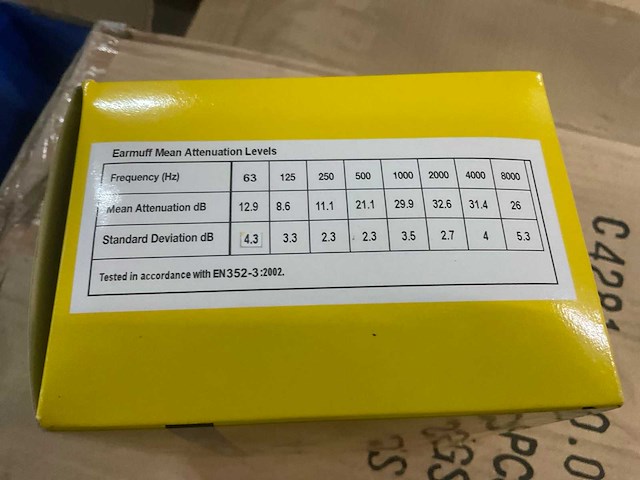 Earmuff Mean Attenuation Levels
Frequency (Hz) 63 125 250 500 1000 2000 4000 8000
Mean Attenuation dB 12.9 8.6 11.1 21.1 29.9 32.6 31.4 26
Standard Deviation dB 4.3 3.3 2.3 2.3 3.5 2.7 4 5.3
Tested in accordance with EN352-3:2002.